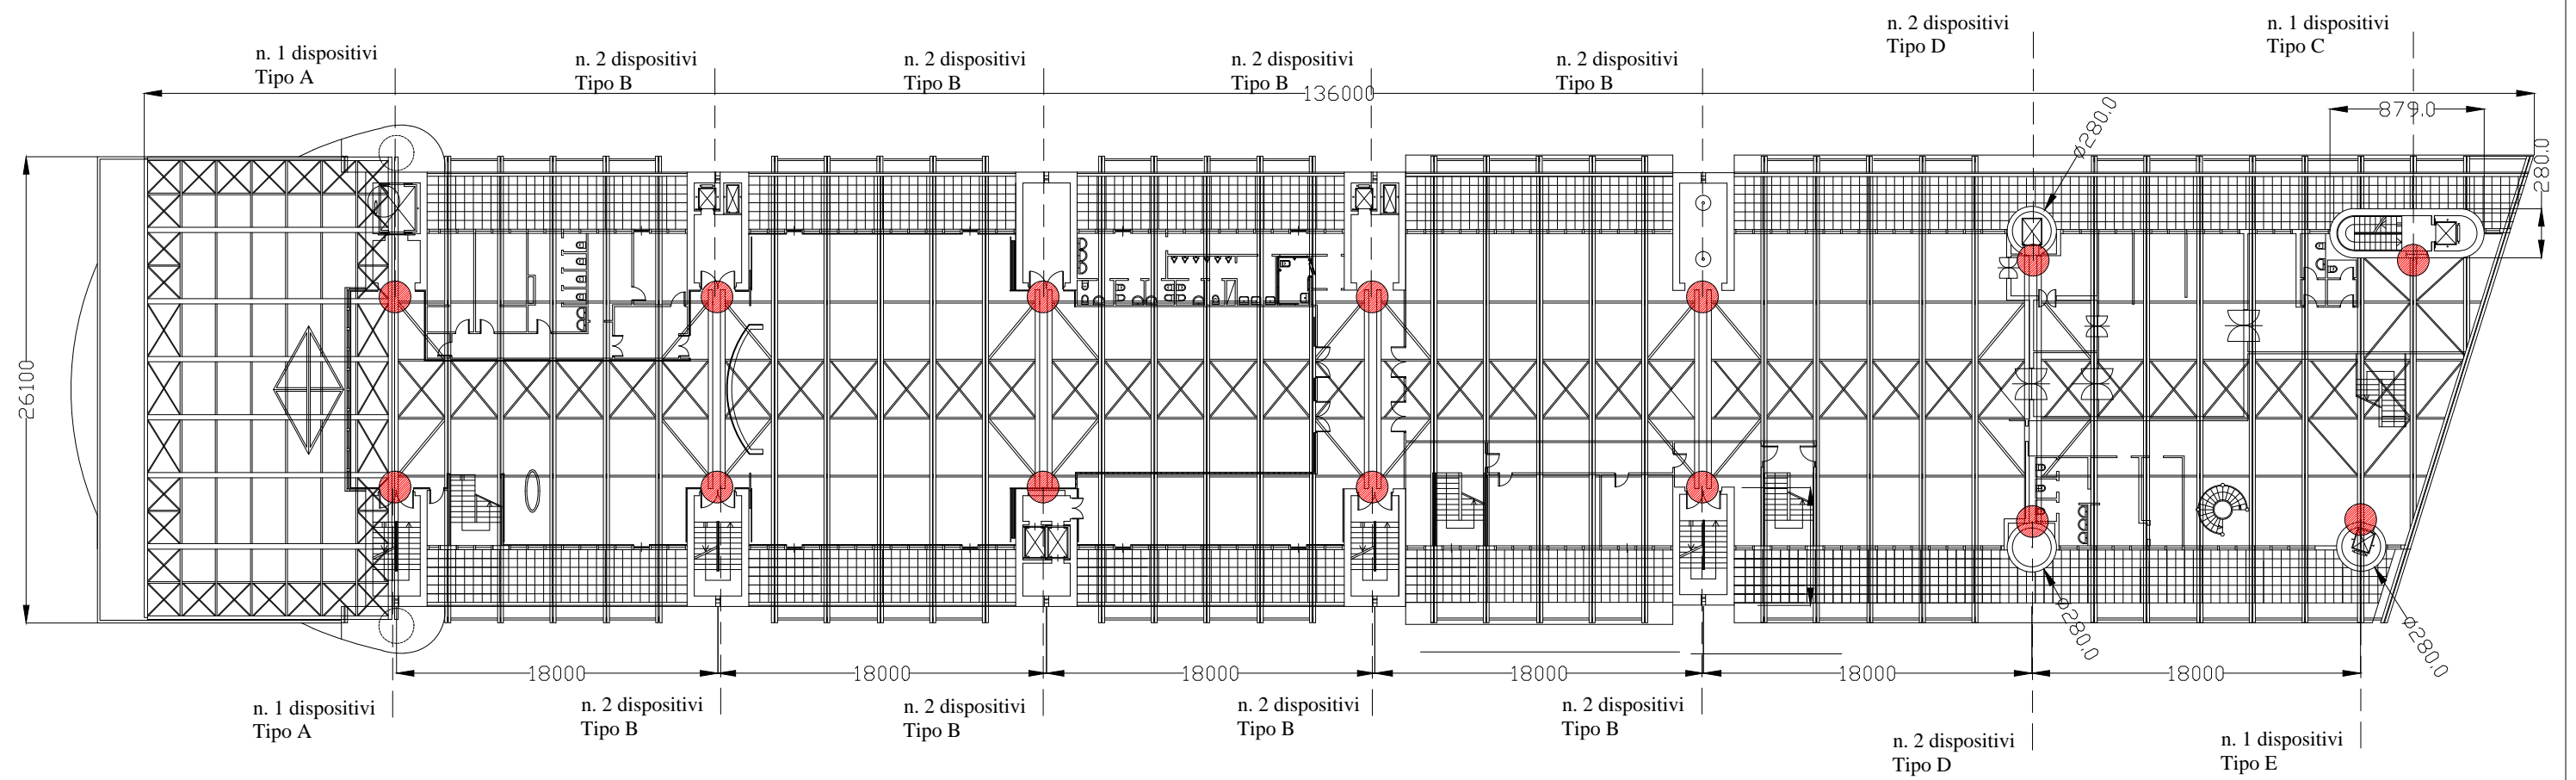 n. 2 dispositivi
Tipo D
n. 1 dispositivi
Tipo C
n. 1 dispositivi
Tipo A
n. 2 dispositivi
Tipo B
n. 2 dispositivi
Tipo B
n. 2 dispositivi
Tipo B
n. 2 dispositivi
Tipo B
136000
879.0
ø280.0
280.0
26100
ø280.0
ø280.0
18000
18000
18000
18000
18000
18000
n. 1 dispositivi
Tipo A
n. 2 dispositivi
Tipo B
n. 2 dispositivi
Tipo B
n. 2 dispositivi
Tipo B
n. 2 dispositivi
Tipo B
n. 2 dispositivi
Tipo D
n. 1 dispositivi
Tipo E